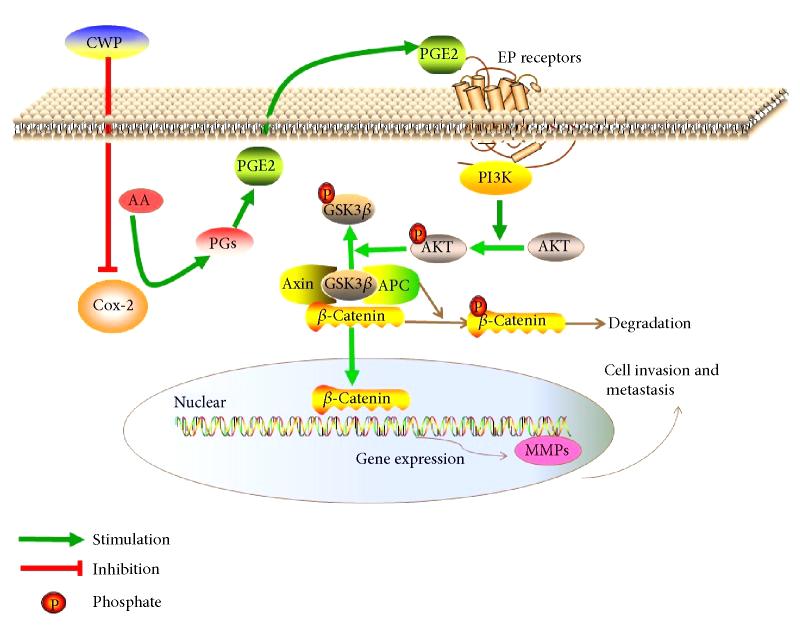 CWP
PGE2
EP receptors
PGE2
PI3K
AA
P
GSK3β
PGs
P
AKT
AKT
Axin
GSK3β
APC
Cox-2
β-Catenin
P
β-Catenin
Degradation
Cell invasion and
metastasis
Nuclear
β-Catenin
Gene expression
MMPs
Stimulation
Inhibition
P
Phosphate